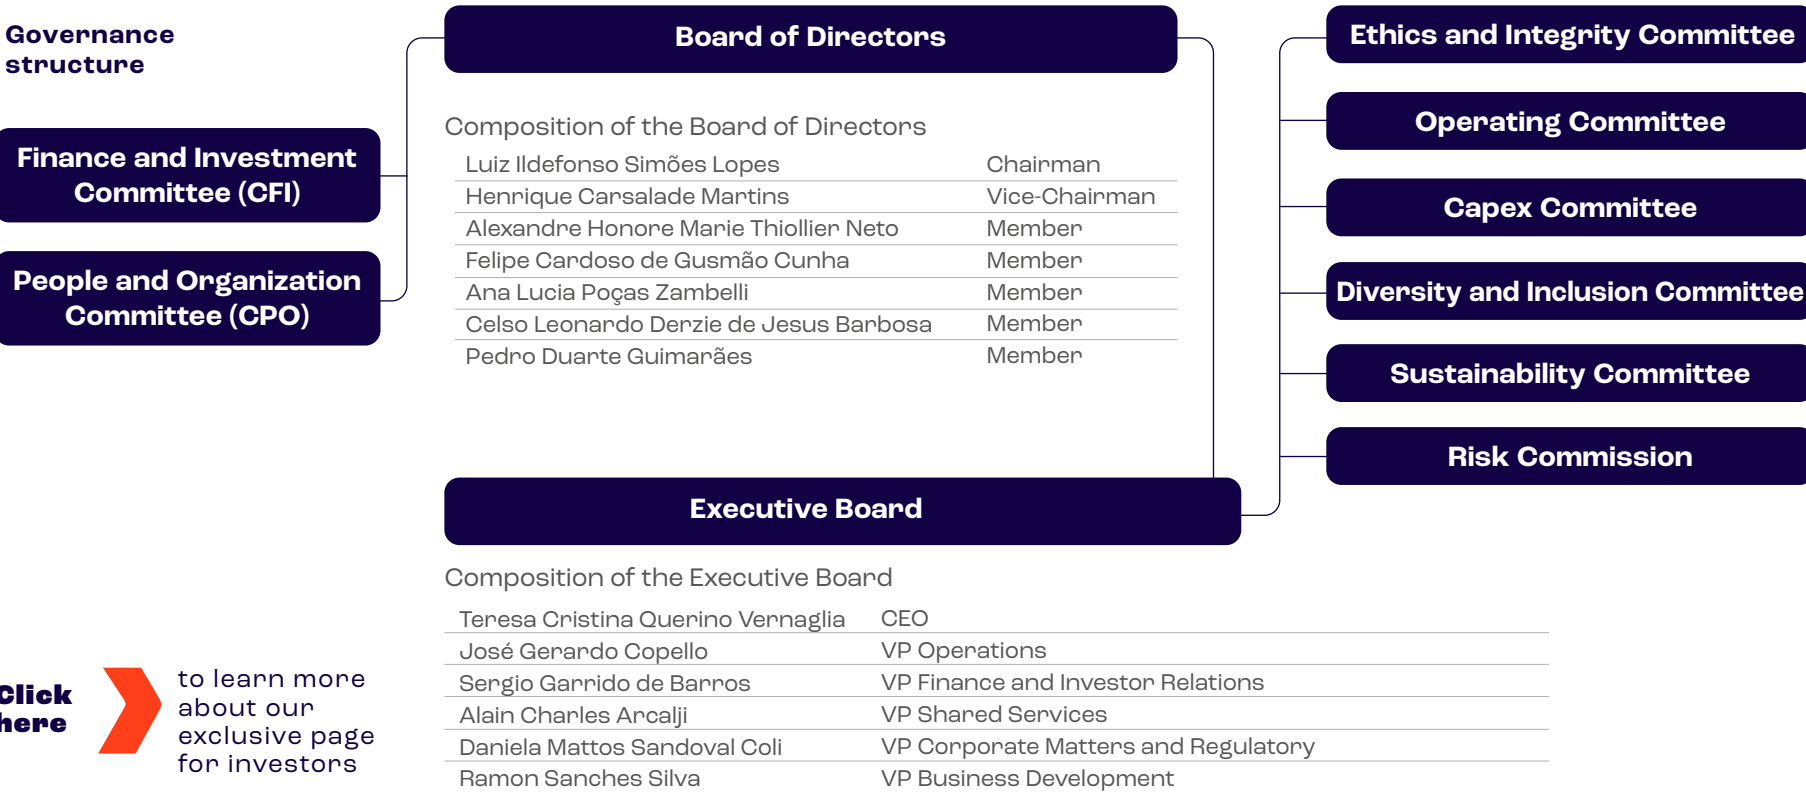 Governance
structure
Board of Directors
Finance and Investment
Committee (CFI)
People and Organization
Committee (CPO)
Composition of the Board of Directors
Luiz Ildefonso Simões Lopes Chairman
Henrique Carsalade Martins Vice-Chairman
Alexandre Honore Marie Thiollier Neto Member
Felipe Cardoso de Gusmão Cunha Member
Ana Lucia Poças Zambelli Member
Celso Leonardo Derzie de Jesus Barbosa Member
Pedro Duarte Guimarães Member
Ethics and Integrity Committee
Operating Committee
Capex Committee
Diversity and Inclusion Committee
Sustainability Committee
Risk Commission
Executive Board
Composition of the Executive Board
Teresa Cristina Querino Vernaglia CEO
José Gerardo Copello VP Operations
Sergio Garrido de Barros VP Finance and Investor Relations
Alain Charles Arcalji VP Shared Services
Daniela Mattos Sandoval Coli VP Corporate Matters and Regulatory
Ramon Sanches Silva VP Business Development
Click
here
to learn more
about our
exclusive page
for investors